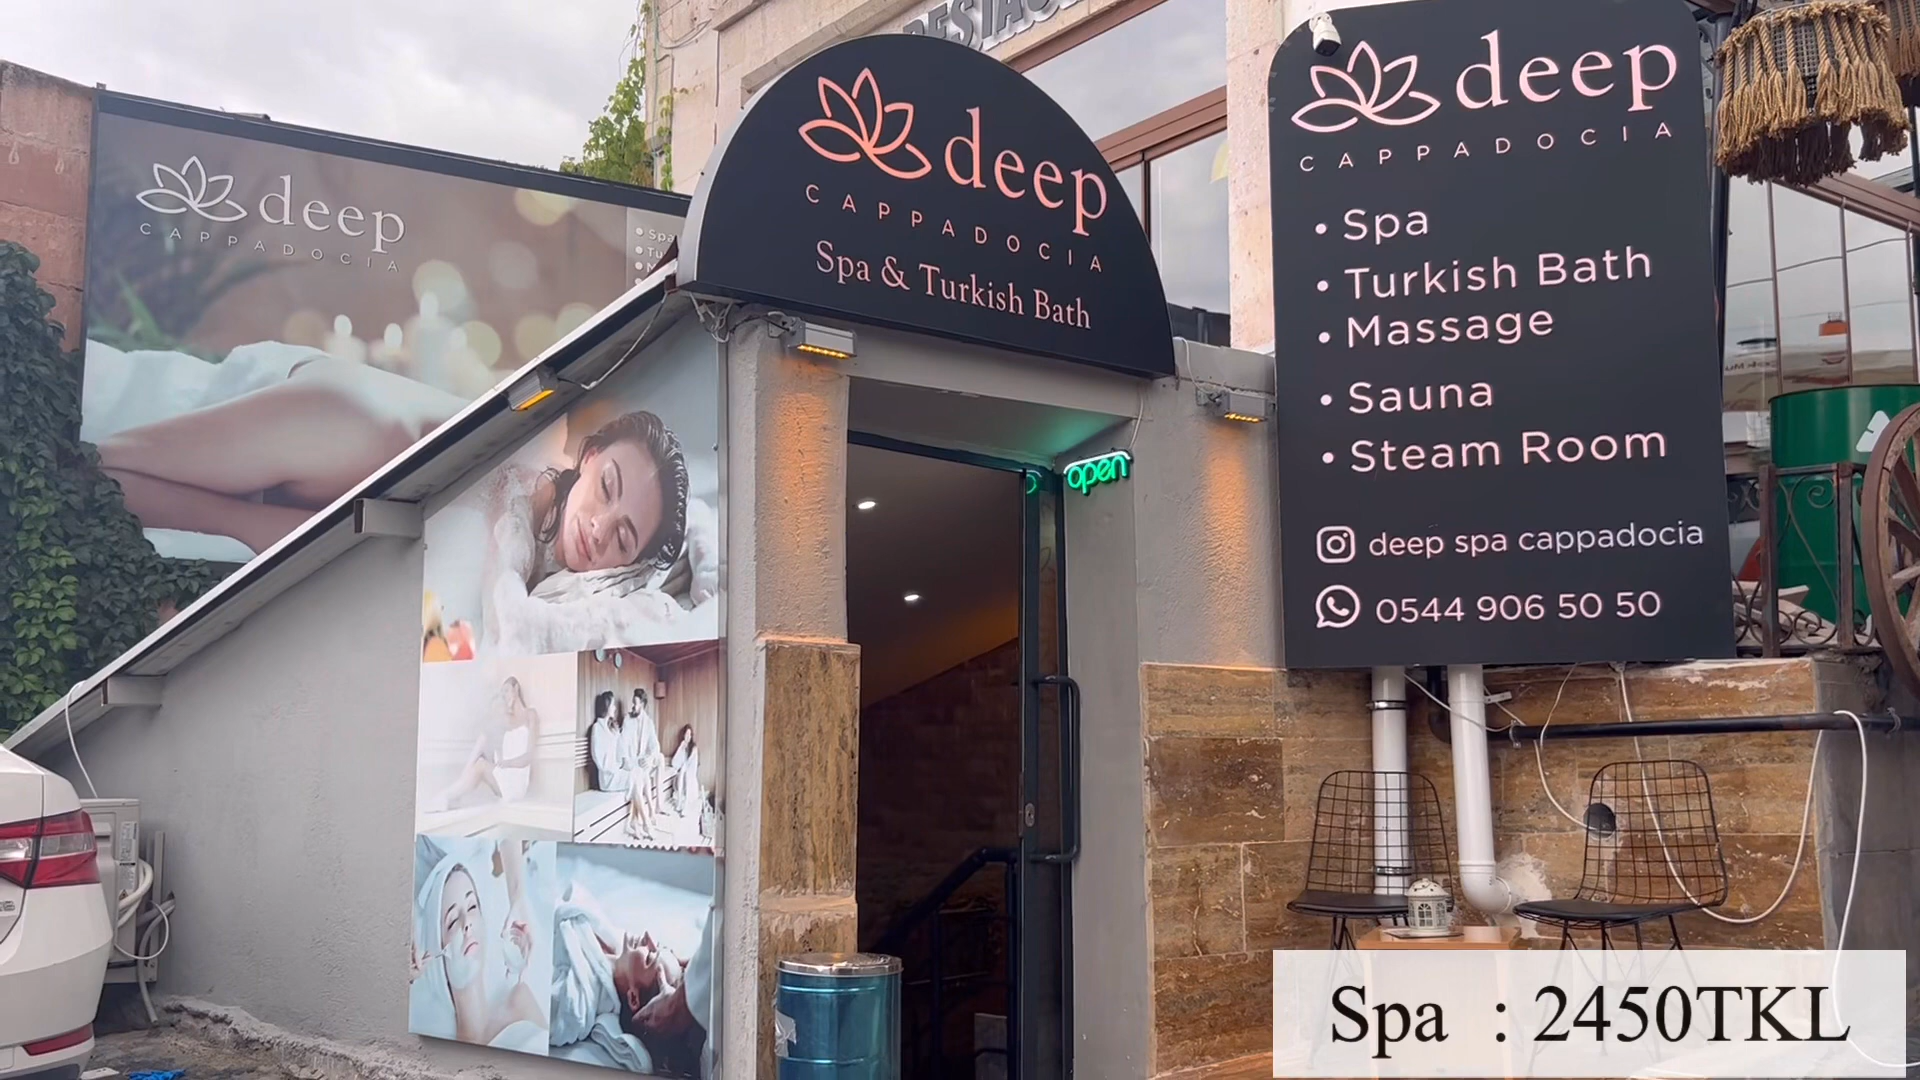 deep
CAPPADOCIA
deep
CAPPADOCIA
Spa & Turkish Bath
open
deep
CAPPADOCIA
• Spa
• Turkish Bath
• Massage
• Sauna
• Steam Room
deep spa cappadocia
0544 906 50 50
Spa : 2450TKL